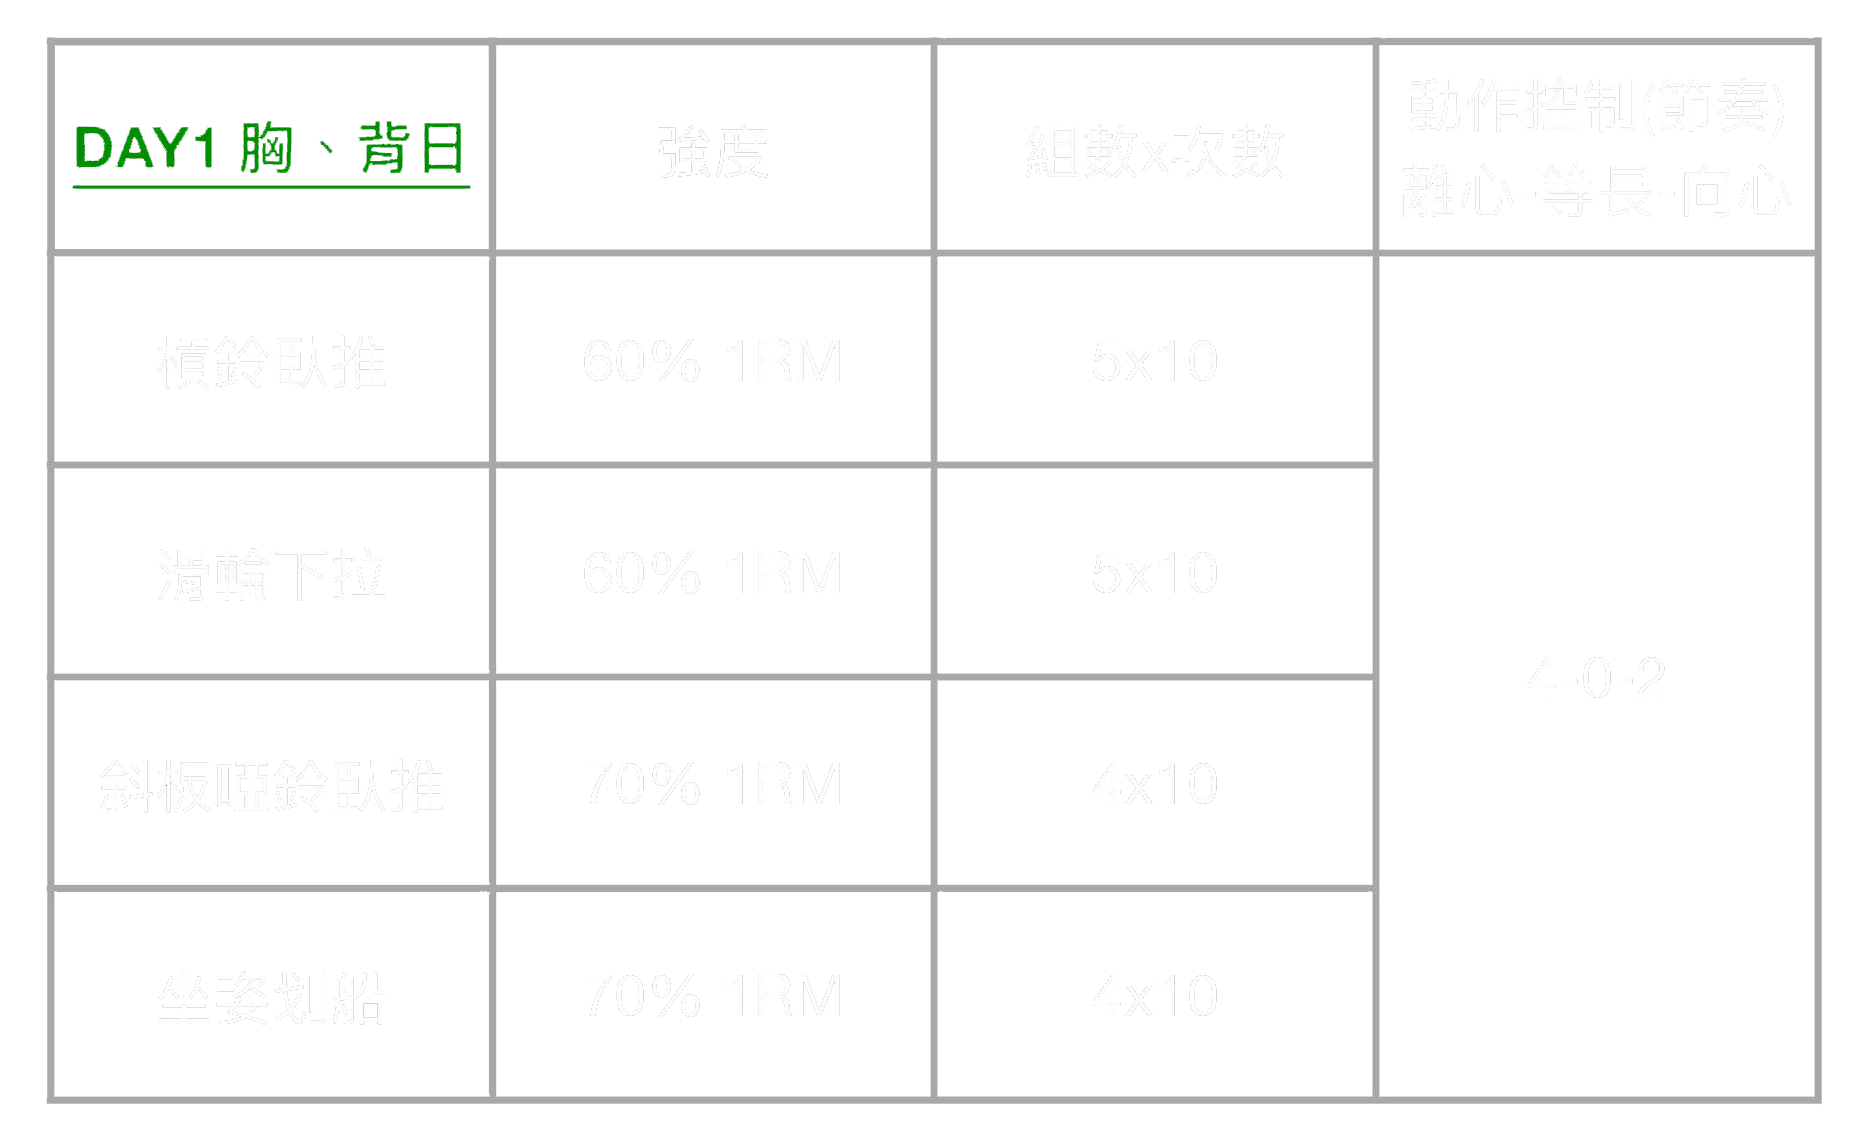 DAY1 胸、背日
強度
組數x次數
動作控制(節奏)
離心-等長-向心
槓鈴臥推
60% 1RM
5x10
4-0-2
滑輪下拉
60% 1RM
5x10
斜板啞鈴臥推
70% 1RM
4x10
坐姿划船
70% 1RM
4x10